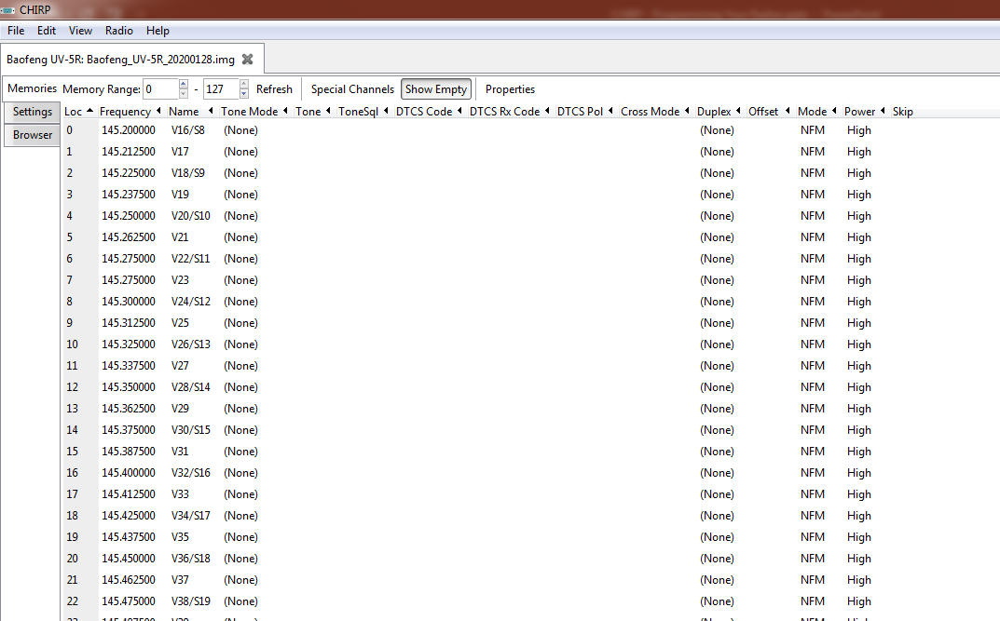 CHIRP
File Edit View Radio Help
Baofeng UV-5R: Baofeng_UV-5R_20200128.img
Memories Memory Range: 0 - 127 Refresh Special Channels Show Empty Properties
Settings Loc Frequency Name Tone Mode Tone ToneSql DTCS Code DTCS Rx Code DTCS Pol Cross Mode Duplex Offset Mode Power Skip
Browser 0 145.200000 V16/S8 (None) (None) NFM High
1 145.212500 V17 (None) (None) NFM High
2 145.225000 V18/S9 (None) (None) NFM High
3 145.237500 V19 (None) (None) NFM High
4 145.250000 V20/S10 (None) (None) NFM High
5 145.262500 V21 (None) (None) NFM High
6 145.275000 V22/S11 (None) (None) NFM High
7 145.275000 V23 (None) (None) NFM High
8 145.300000 V24/S12 (None) (None) NFM High
9 145.312500 V25 (None) (None) NFM High
10 145.325000 V26/S13 (None) (None) NFM High
11 145.337500 V27 (None) (None) NFM High
12 145.350000 V28/S14 (None) (None) NFM High
13 145.362500 V29 (None) (None) NFM High
14 145.375000 V30/S15 (None) (None) NFM High
15 145.387500 V31 (None) (None) NFM High
16 145.400000 V32/S16 (None) (None) NFM High
17 145.412500 V33 (None) (None) NFM High
18 145.425000 V34/S17 (None) (None) NFM High
19 145.437500 V35 (None) (None) NFM High
20 145.450000 V36/S18 (None) (None) NFM High
21 145.462500 V37 (None) (None) NFM High
22 145.475000 V38/S19 (None) (None) NFM High